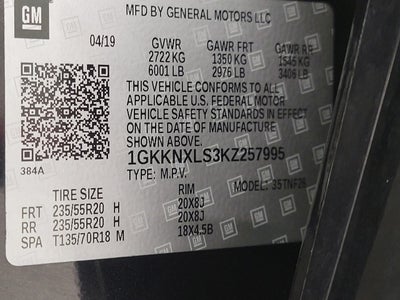 GM
MFD BY GENERAL MOTORS LLC
04/19 GVWR GAWR FRT GAWR RR
2722 KG 1350 KG 1545 KG
6001 LB 2976 LB 3406 LB
THIS VEHICLE CONFORMS TO ALL
APPLICABLE U.S. FEDERAL MOTOR
VEHICLE SAFETY STANDARDS IN EFFECT
ON THE DATE OF MANUFACTURE
SHOWN ABOVE.
384A 1GKKNXLS3KZ257995
TYPE: M.P.V. 35TNF26
TIRE SIZE RIM
FRT 235/55R20 H 20X8J
RR 235/55R20 H 20X8J
SPA T135/70R18 M 18X4.5B